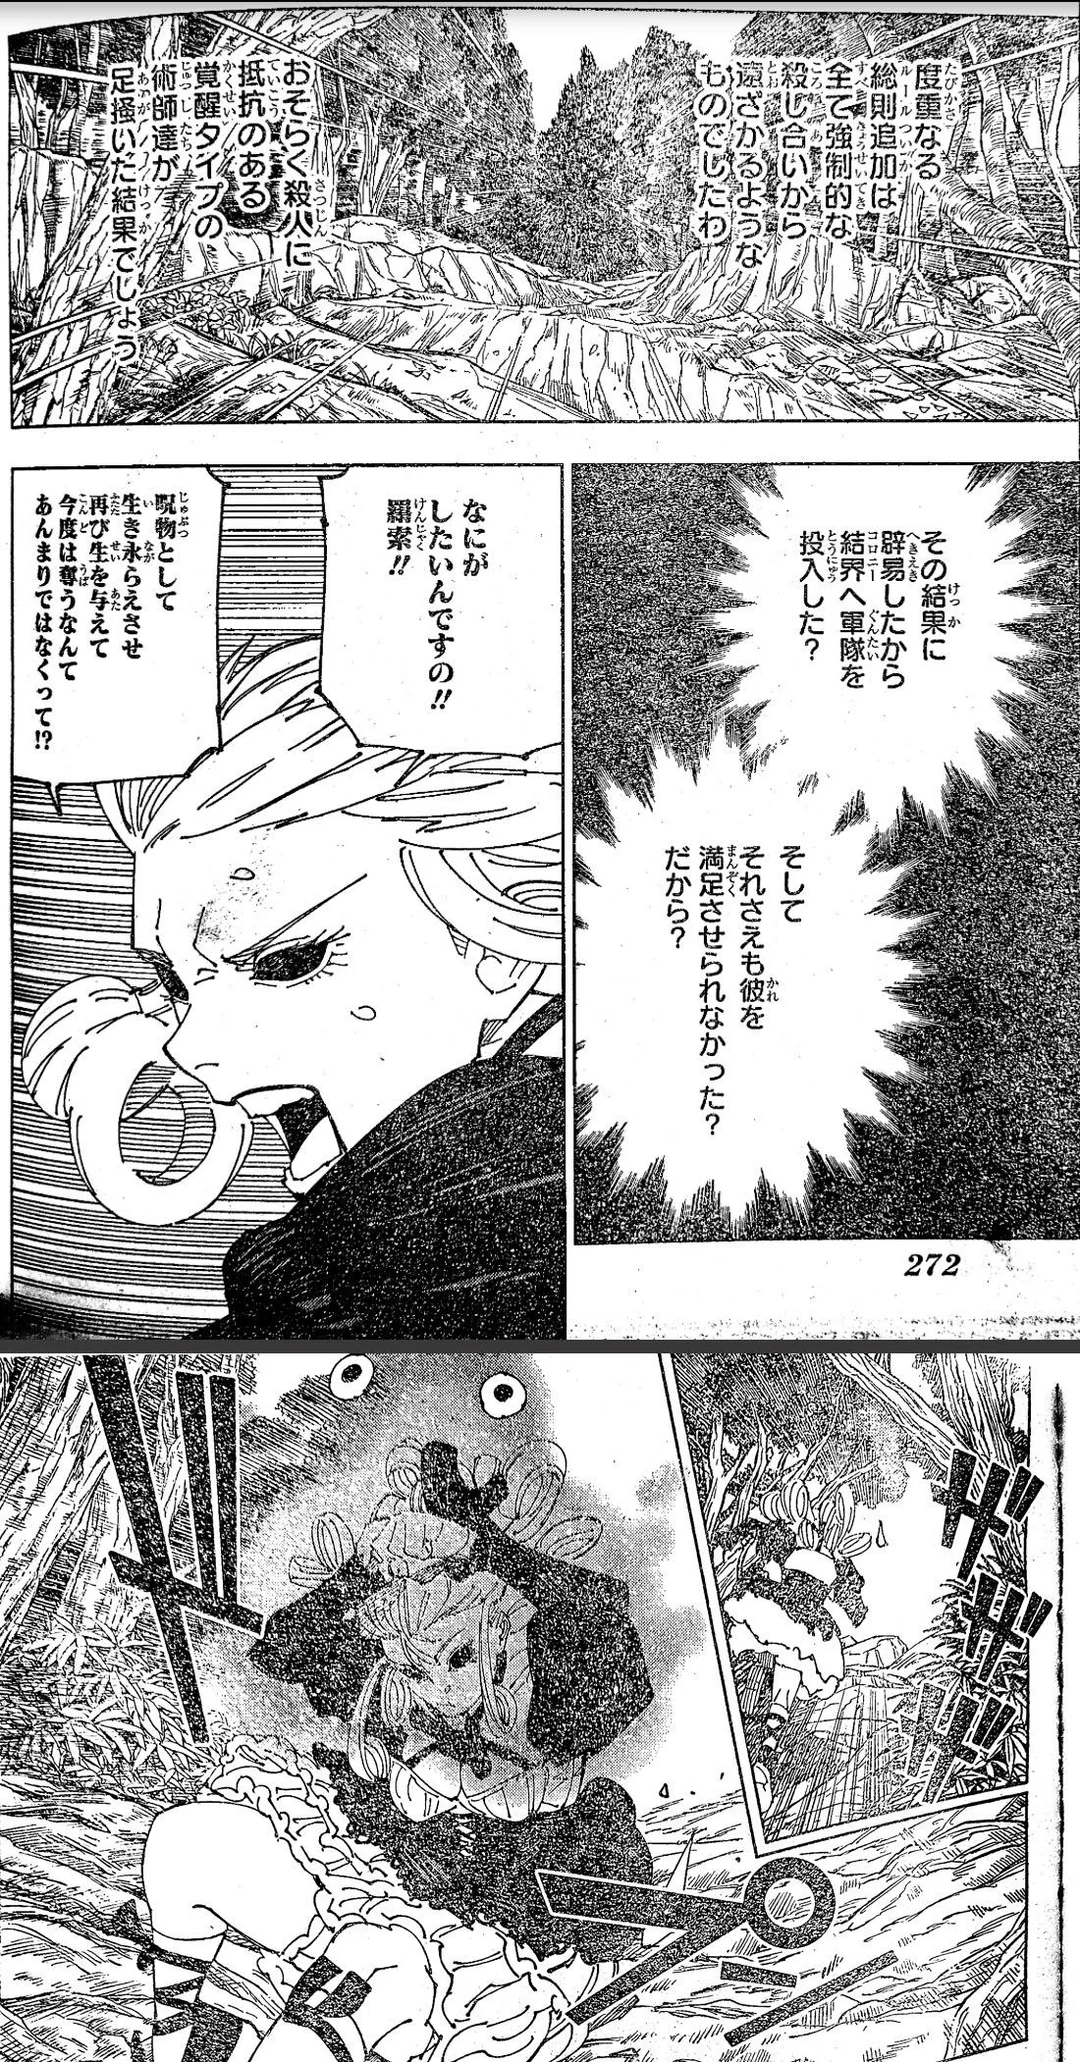 度重なる
総則追加は
全て強制的な
殺し合いから
遠ざかるような
ものでしたわ
おそらく殺人に
抵抗のある
覚醒タイプの
術師達が
足掻いた結果でしょう
その結果に
辟易したから
結界へ軍隊を
投入した?
そして
それさえも彼を
満足させられなかった?
だから?
なにが
したいんですの!!
羂索!!
呪物として
生き永らえさせ
再び生を与えて
今度は奪うなんて
あんまりではなくって!?
272
ザザザ